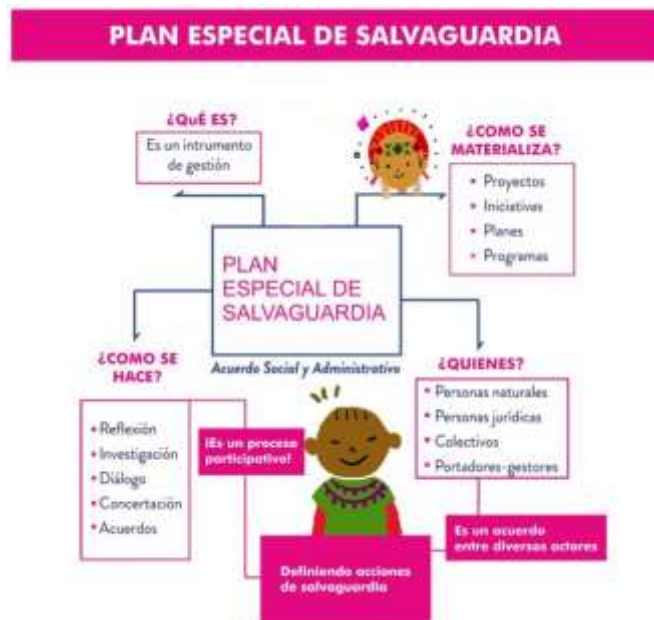 PLAN ESPECIAL DE SALVAGUARDIA
¿QuÉ ES?
Es un intrumento
de gestión
¿COMO SE
MATERIALIZA?
• Proyectos
• Iniciativas
• Planes
• Programas
PLAN
ESPECIAL DE
SALVAGUARDIA
Acuerdo Social y Administrativo
¿COMO SE
HACE?
• Reflexión
• Investigación
• Diálogo
• Concertación
• Acuerdos
¡Es un proceso
participativo!
¿QUIENES?
• Personas naturales
• Personas jurídicas
• Colectivos
• Portadores-gestores
Es un acuerdo
entre diversos actores
Definiendo acciones
de salvaguardia